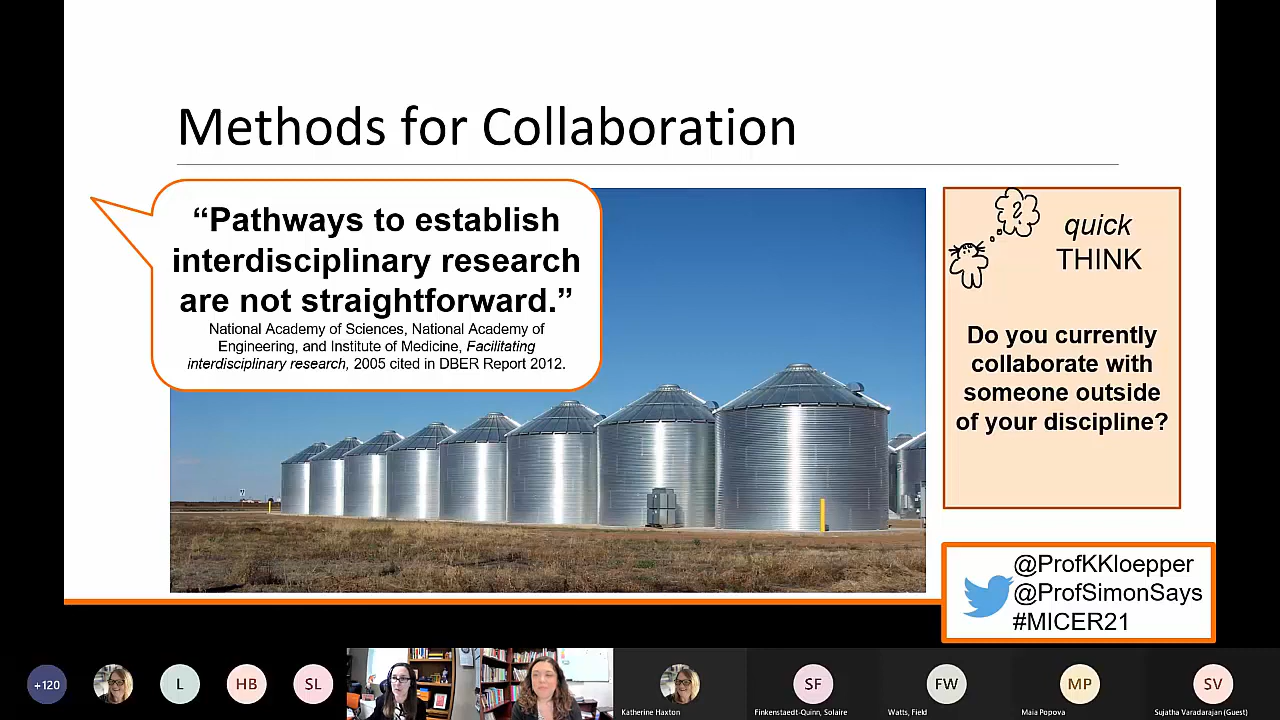 Methods for Collaboration
“Pathways to establish
interdisciplinary research
are not straightforward.”
National Academy of Sciences, National Academy of
Engineering, and Institute of Medicine, Facilitating
interdisciplinary research, 2005 cited in DBER Report 2012.
quick
THINK
Do you currently
collaborate with
someone outside
of your discipline?
@ProfKKloepper
@ProfSimonSays
#MICER21
+120
L
HB
SL
Katherine Haxton
SF
Finkenstaedt-Quinn, Solaire
FW
Watts, Field
MP
Maia Popova
SV
Sujatha Varadarajan (Guest)